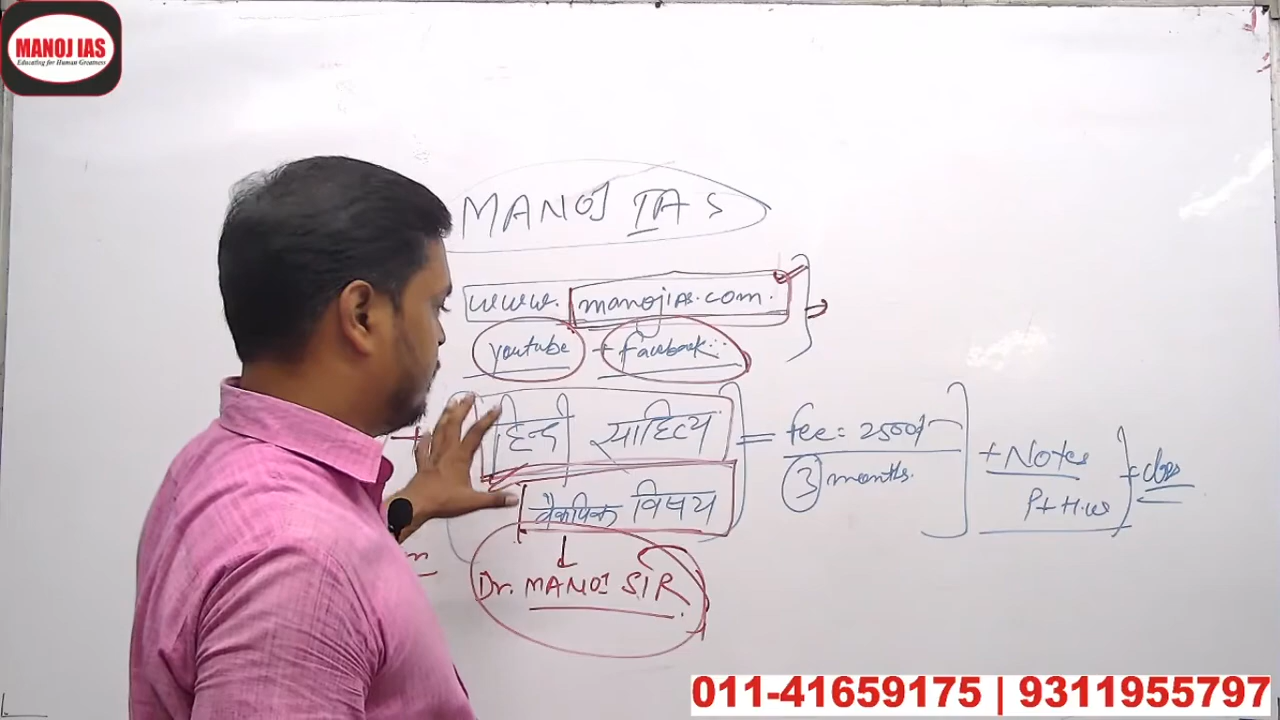 MANOJ IAS
Educating for Human Greatness
MANOJ IAS
www. manojias.com.
youtube + facebook
हिन्दी साहित्य
वैकल्पिक विषय
Dr. MANOJ SIR
= fee: 2500/-
3 months.
+ Notes
P+H.w
+ class
011-41659175 | 9311955797